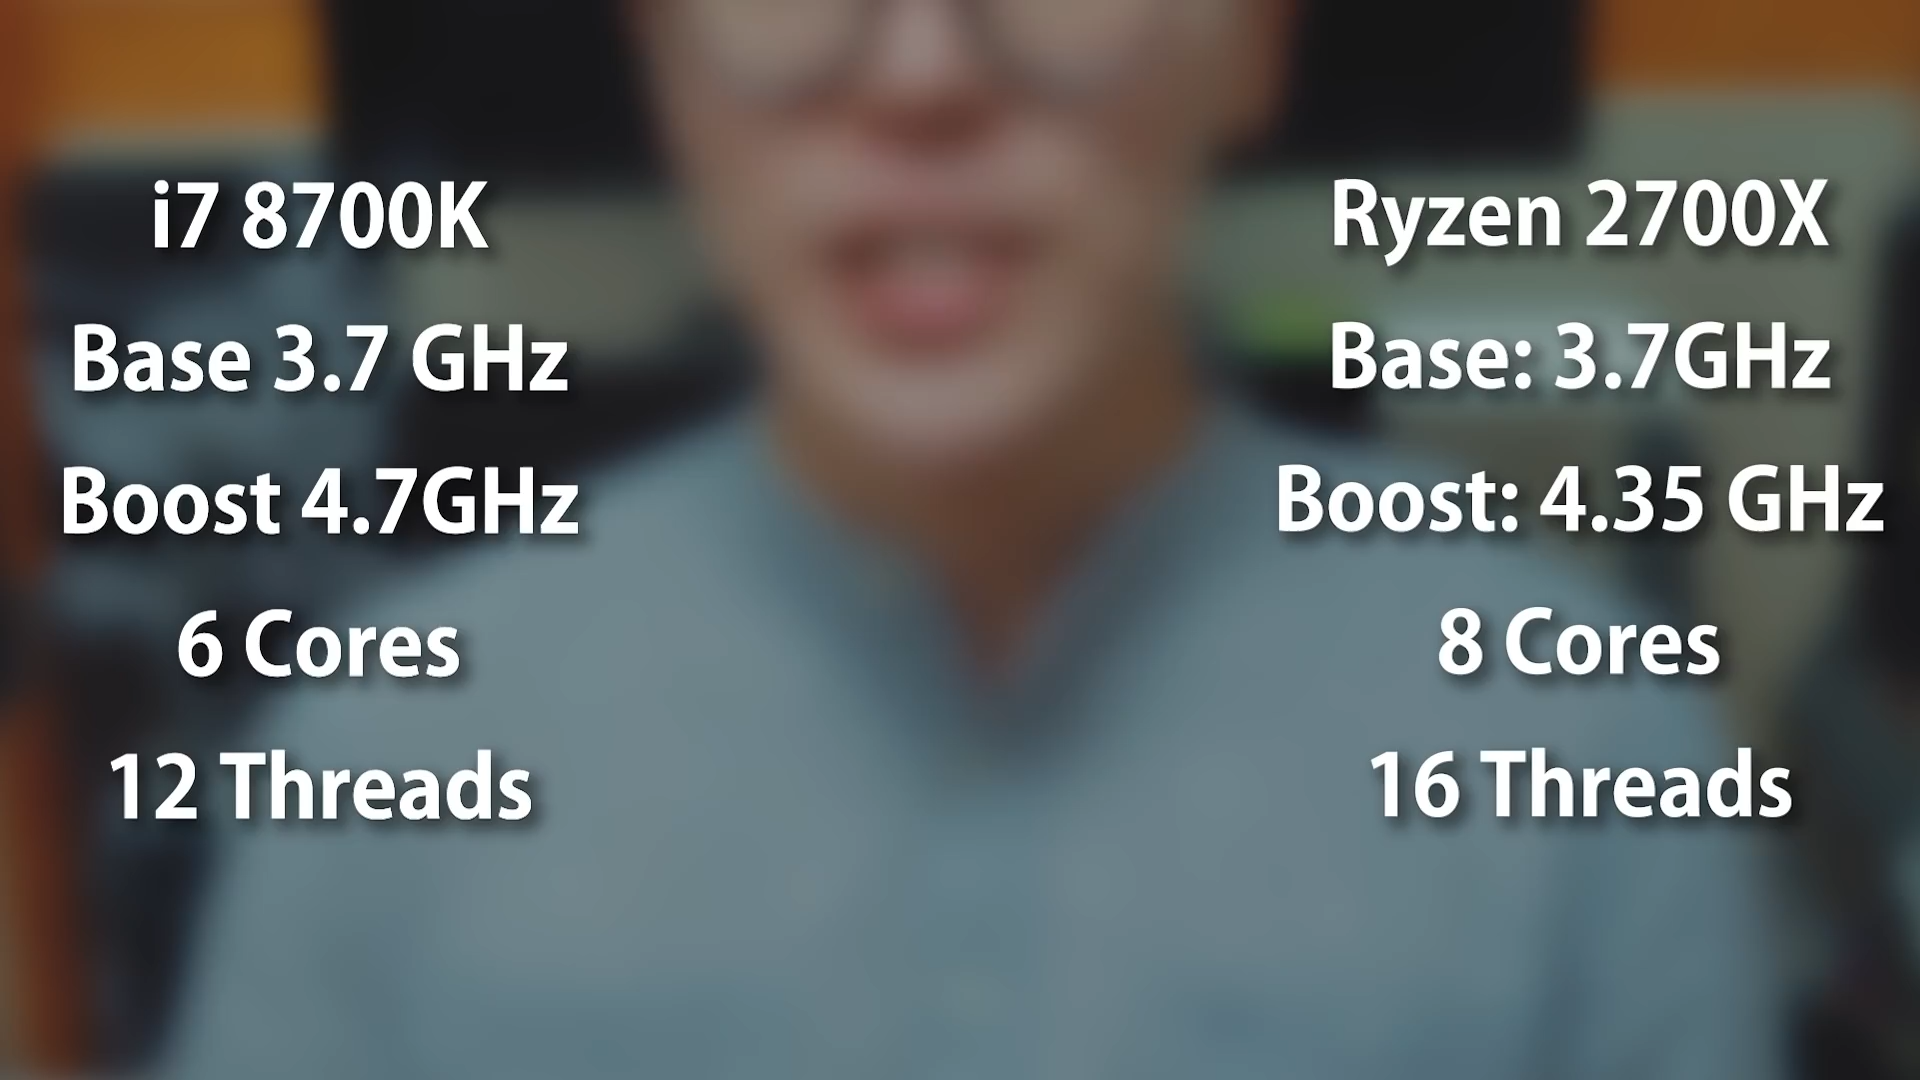 i7 8700K
Base 3.7 GHz
Boost 4.7GHz
6 Cores
12 Threads
Ryzen 2700X
Base: 3.7GHz
Boost: 4.35 GHz
8 Cores
16 Threads